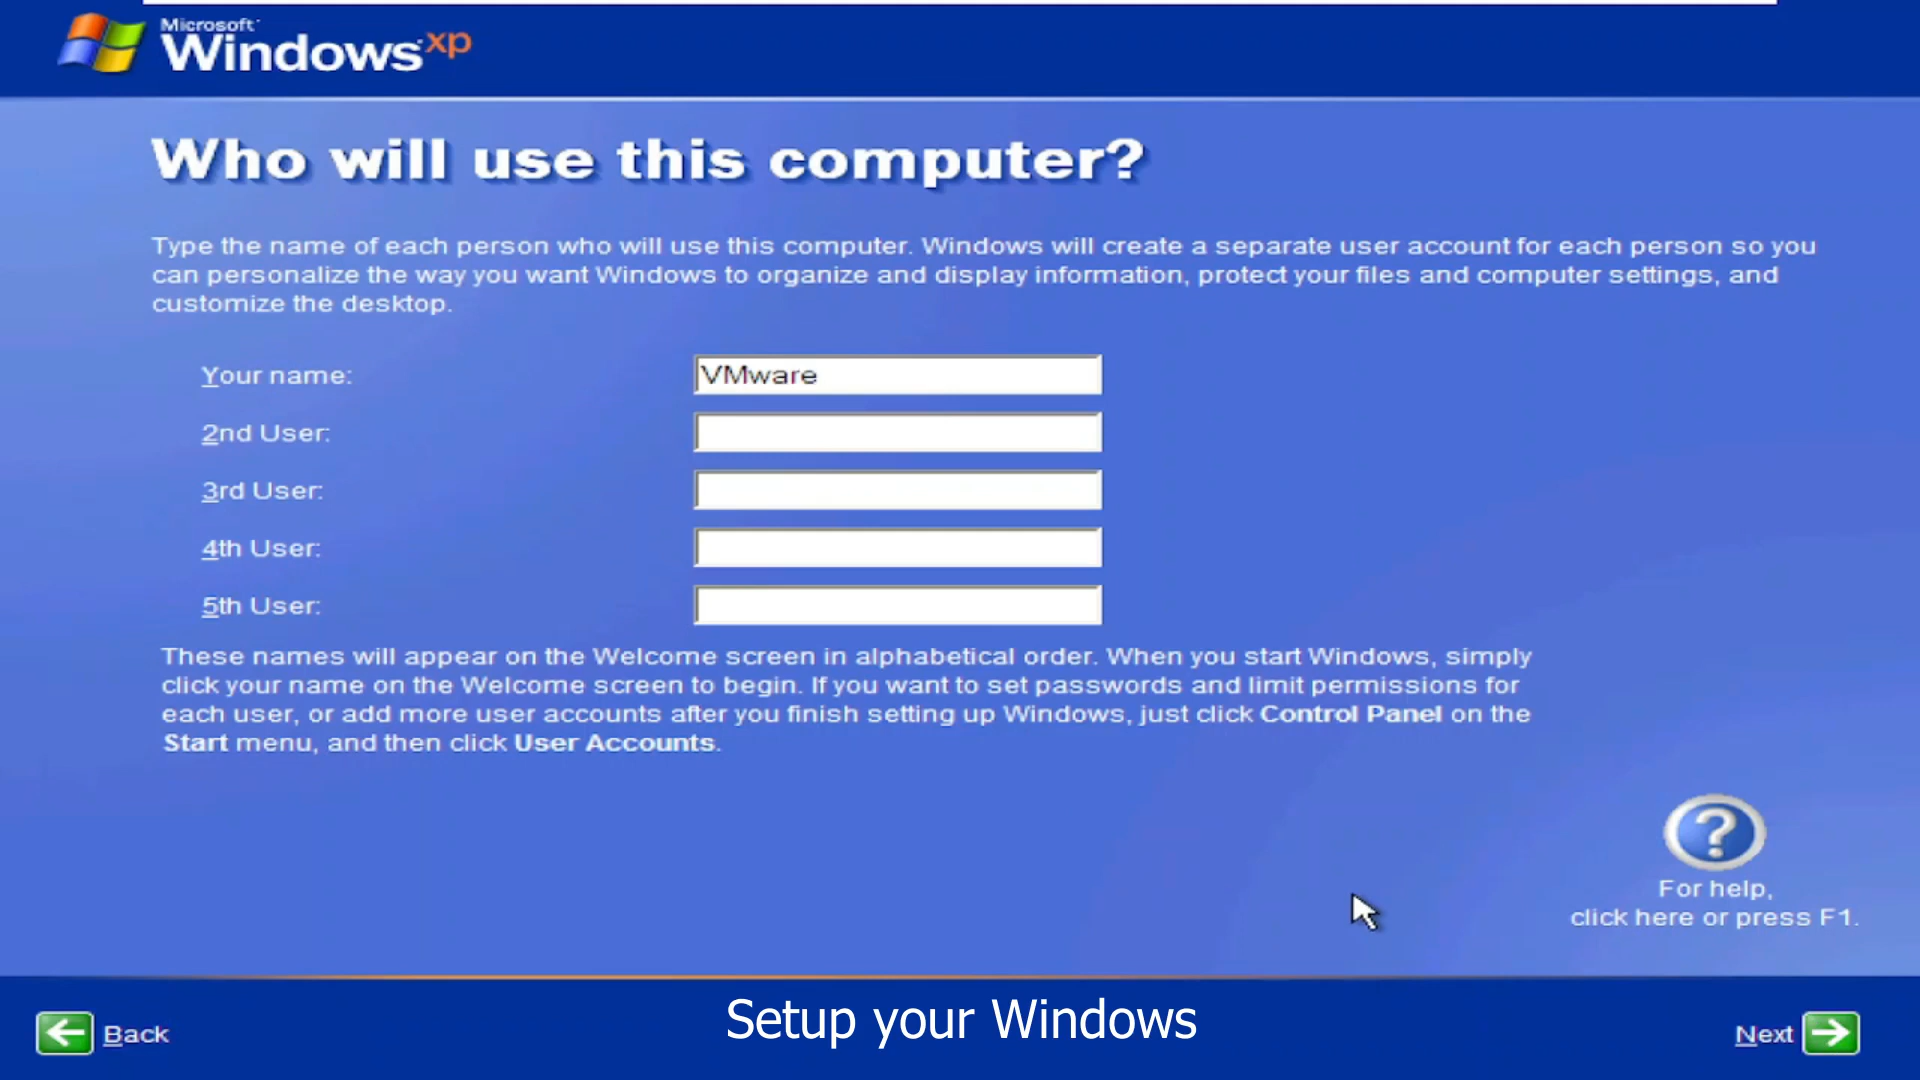 Microsoft
Windows xp
Who will use this computer?
Type the name of each person who will use this computer. Windows will create a separate user account for each person so you
can personalize the way you want Windows to organize and display information, protect your files and computer settings, and
customize the desktop.
Your name: VMware
2nd User:
3rd User:
4th User:
5th User:
These names will appear on the Welcome screen in alphabetical order. When you start Windows, simply
click your name on the Welcome screen to begin. If you want to set passwords and limit permissions for
each user, or add more user accounts after you finish setting up Windows, just click Control Panel on the
Start menu, and then click User Accounts.
For help,
click here or press F1.
Back
Setup your Windows
Next